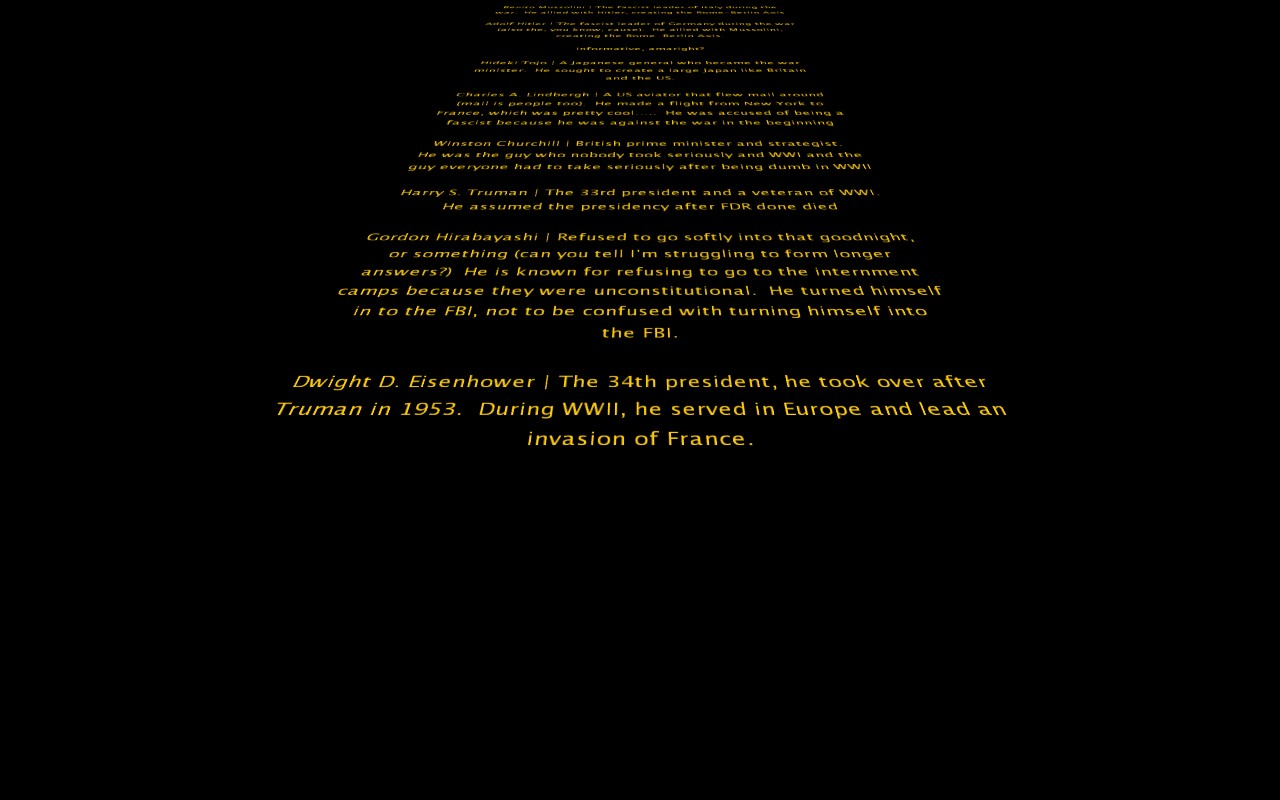 Benito Mussolini | The fascist leader of Italy during the
war.  He allied with Hitler, creating the Rome-Berlin Axis
Adolf Hitler | The fascist leader of Germany during the war
(also the, you know, cause).  He allied with Mussolini,
creating the Rome-Berlin Axis
informative, amaright?
Hideki Tojo | A Japanese general who became the war
minister.  He sought to create a large Japan like Britain
and the US.
Charles A. Lindbergh | A US aviator that flew mail around
(mail is people too).  He made a flight from New York to
France, which was pretty cool.....  He was accused of being a
fascist because he was against the war in the beginning
Winston Churchill | British prime minister and strategist.
He was the guy who nobody took seriously and WWI and the
guy everyone had to take seriously after being dumb in WWII
Harry S. Truman | The 33rd president and a veteran of WWI.
He assumed the presidency after FDR done died
Gordon Hirabayashi | Refused to go softly into that goodnight,
or something (can you tell I'm struggling to form longer
answers?)  He is known for refusing to go to the internment
camps because they were unconstitutional.  He turned himself
in to the FBI, not to be confused with turning himself into
the FBI.
Dwight D. Eisenhower | The 34th president, he took over after
Truman in 1953.  During WWII, he served in Europe and lead an
invasion of France.